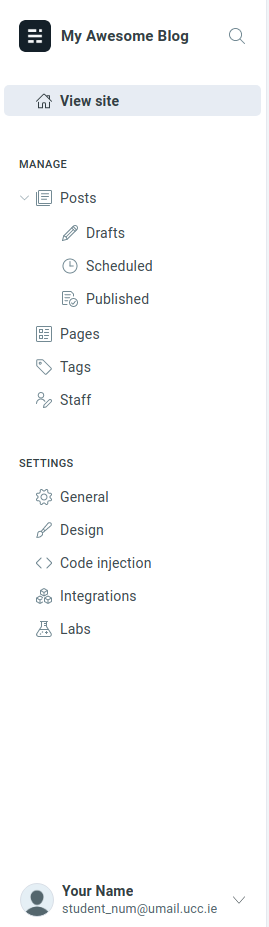 My Awesome Blog
View site
MANAGE
Posts
Drafts
Scheduled
Published
Pages
Tags
Staff
SETTINGS
General
Design
Code injection
Integrations
Labs
Your Name
student_num@umail.ucc.ie